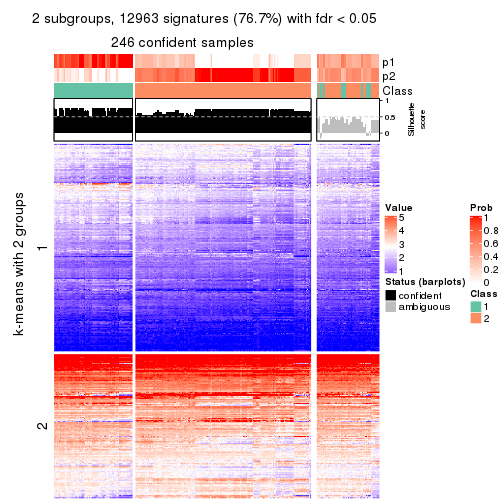 2 subgroups, 12963 signatures (76.7%) with fdr < 0.05
246 confident samples
p1
p2
Class
1
0.5
0
Silhouette
score
k-means with 2 groups
1
2
Value
5
4
3
2
1
Status (barplots)
confident
ambiguous
Prob
1
0.8
0.6
0.4
0.2
0
Class
1
2